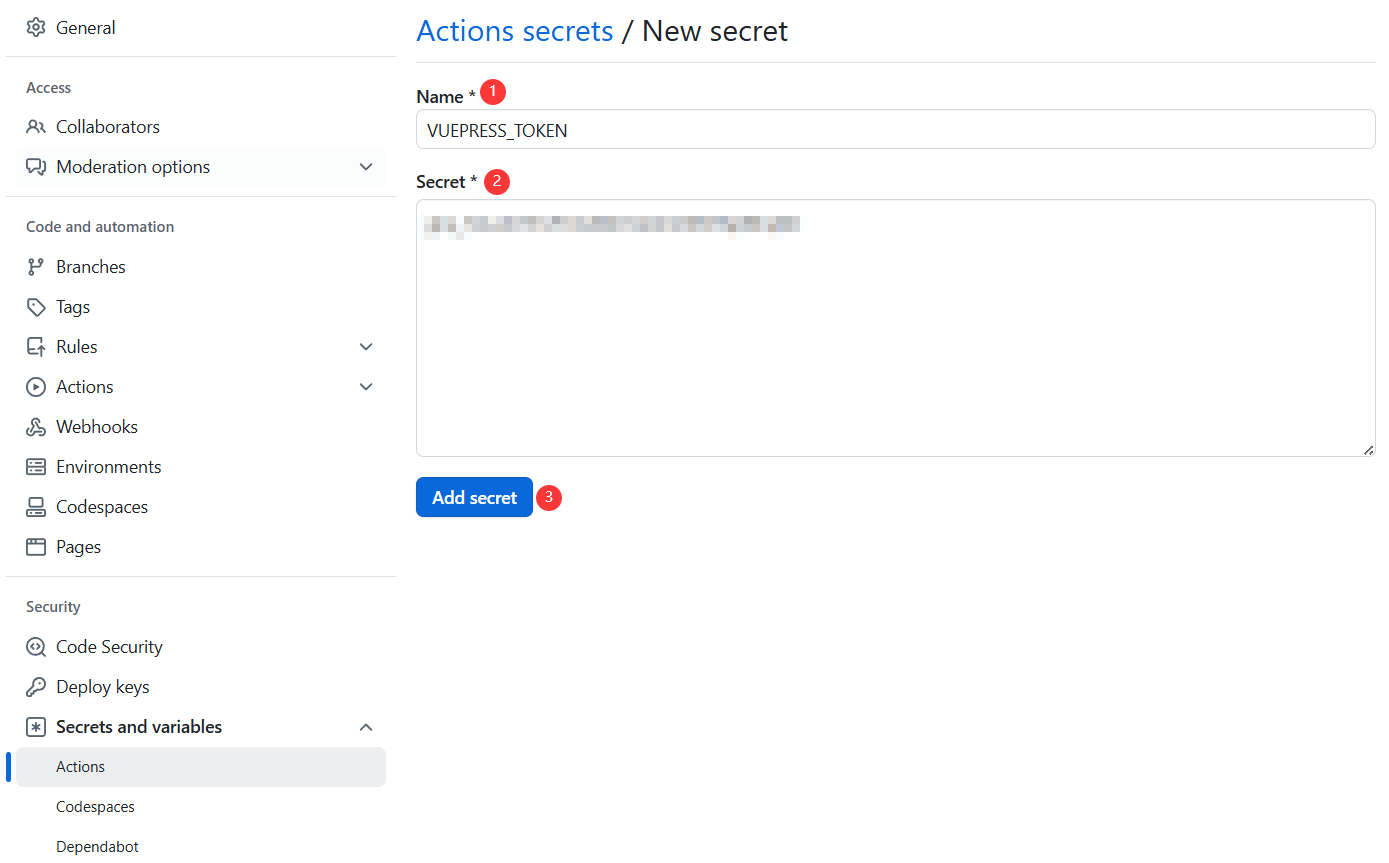 General
Access
Collaborators
Moderation options
Code and automation
Branches
Tags
Rules
Actions
Webhooks
Environments
Codespaces
Pages
Security
Code Security
Deploy keys
Secrets and variables
Actions
Codespaces
Dependabot
Actions secrets / New secret
Name * 1
VUEPRESS_TOKEN
Secret * 2
Add secret 3